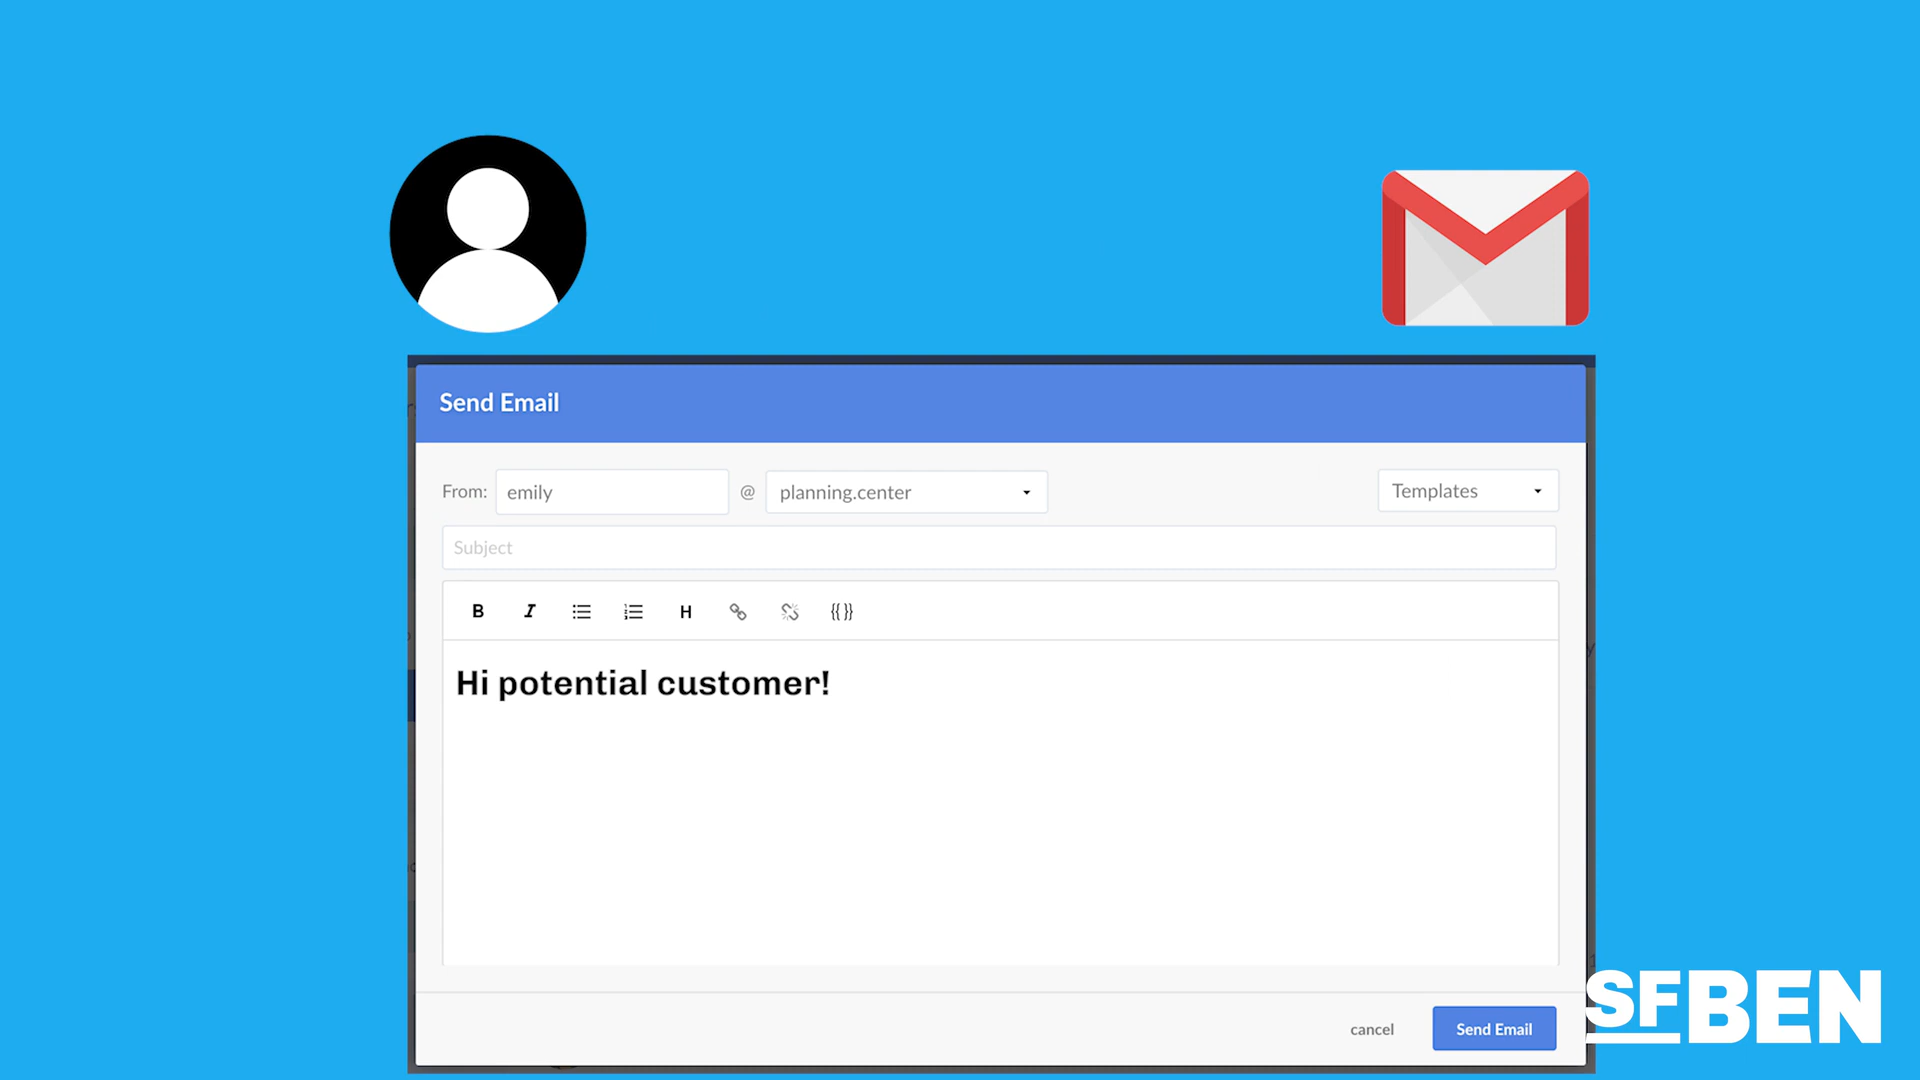 Send Email
From: emily @ planning.center Templates
Subject
B I H {{ }}
Hi potential customer!
cancel Send Email
SFBEN